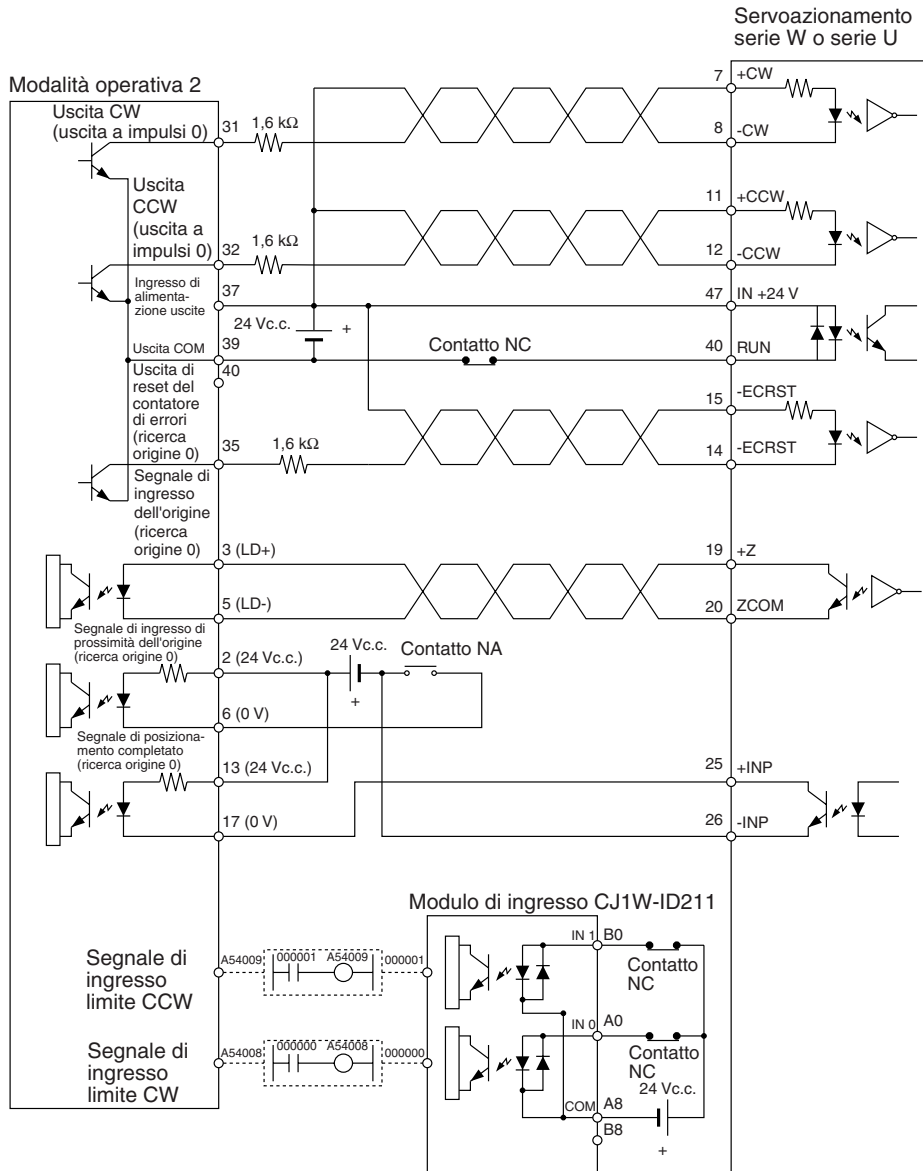 Servoazionamento
serie W o serie U
Modalità operativa 2
Uscita CW
(uscita a impulsi 0)
31
1,6 kΩ
7
+CW
8
-CW
Uscita
CCW
(uscita a
impulsi 0)
32
1,6 kΩ
11
+CCW
12
-CCW
Ingresso di
alimenta-
zione uscite
37
24 Vc.c.
+
47
IN +24 V
Uscita COM
39
Contatto NC
40
RUN
40
Uscita di
reset del
contatore
di errori
(ricerca
origine 0)
35
1,6 kΩ
15
-ECRST
14
-ECRST
Segnale di
ingresso
dell'origine
(ricerca
origine 0)
3 (LD+)
19
+Z
5 (LD-)
20
ZCOM
Segnale di ingresso di
prossimità dell'origine
(ricerca origine 0)
2 (24 Vc.c.)
24 Vc.c.
+
Contatto NA
6 (0 V)
Segnale di posiziona-
mento completato
(ricerca origine 0)
13 (24 Vc.c.)
25
+INP
17 (0 V)
26
-INP
Modulo di ingresso CJ1W-ID211
Segnale di
ingresso
limite CCW
A54009
000001
A54009
000001
IN 1
B0
Contatto
NC
Segnale di
ingresso
limite CW
A54008
000000
A54008
000000
IN 0
A0
Contatto
NC
24 Vc.c.
COM
A8
+
B8